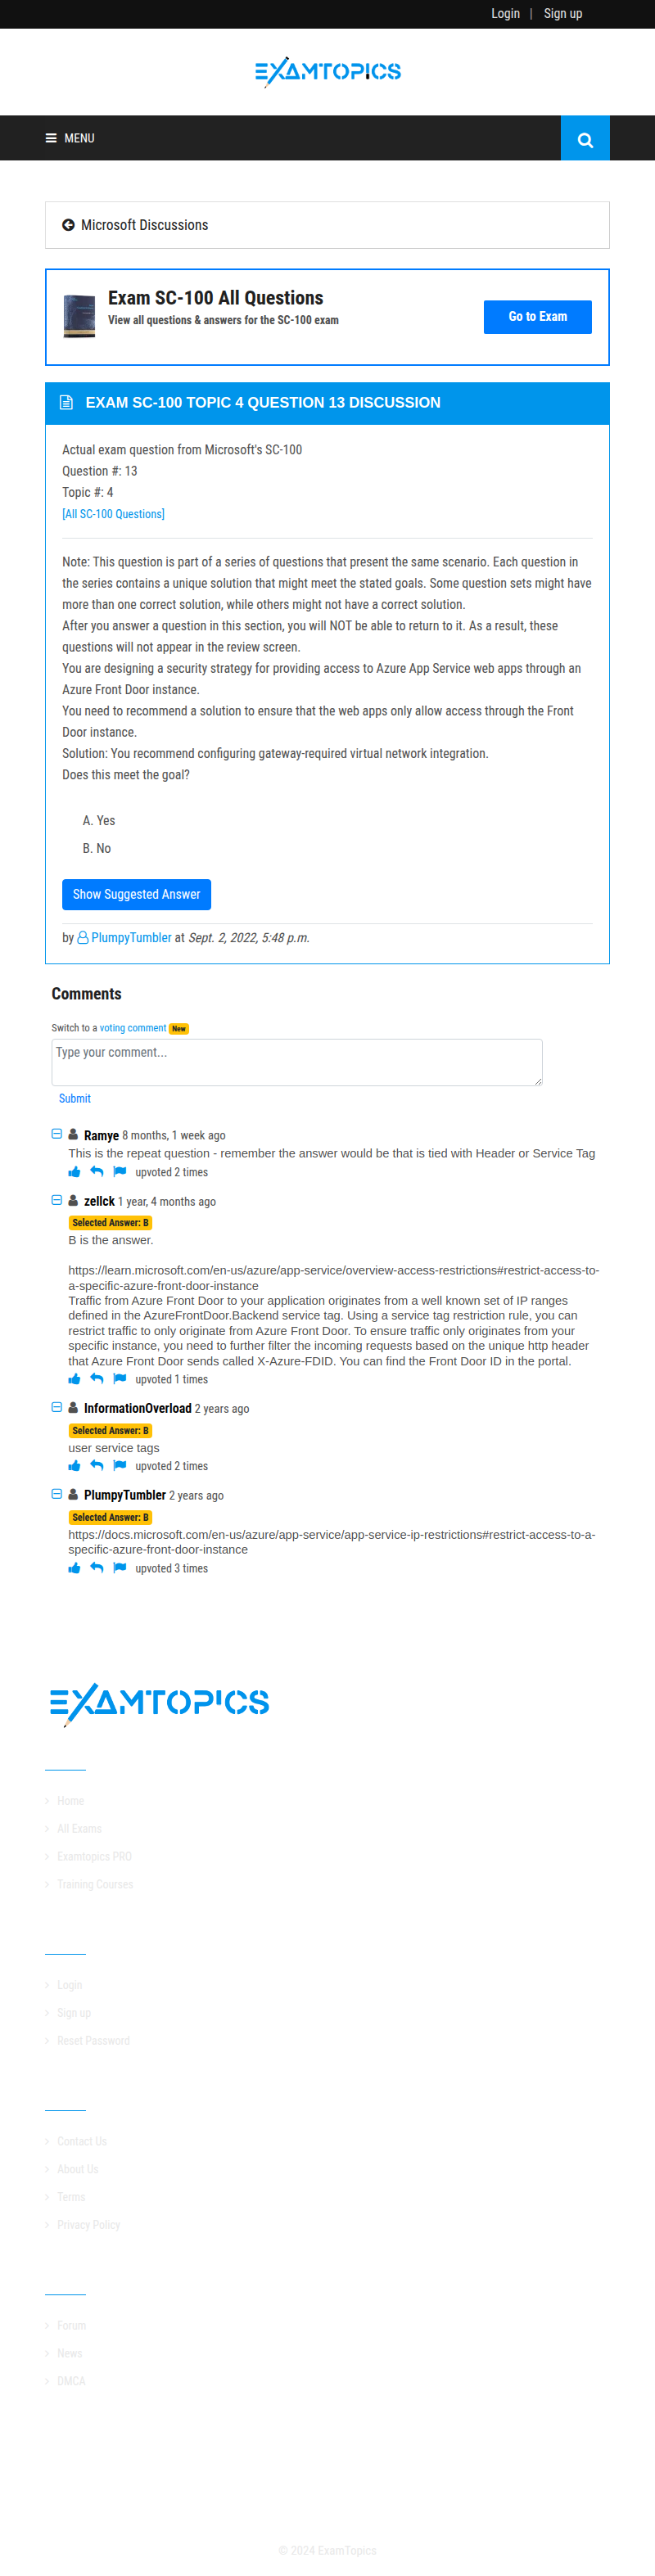 Login | Sign up
EXAMTOPICS
MENU
Microsoft Discussions
Exam SC-100 All Questions
View all questions & answers for the SC-100 exam
Go to Exam
EXAM SC-100 TOPIC 4 QUESTION 13 DISCUSSION
Actual exam question from Microsoft's SC-100
Question #: 13
Topic #: 4
[All SC-100 Questions]
Note: This question is part of a series of questions that present the same scenario. Each question in
the series contains a unique solution that might meet the stated goals. Some question sets might have
more than one correct solution, while others might not have a correct solution.
After you answer a question in this section, you will NOT be able to return to it. As a result, these
questions will not appear in the review screen.
You are designing a security strategy for providing access to Azure App Service web apps through an
Azure Front Door instance.
You need to recommend a solution to ensure that the web apps only allow access through the Front
Door instance.
Solution: You recommend configuring gateway-required virtual network integration.
Does this meet the goal?
A. Yes
B. No
Show Suggested Answer
by PlumpyTumbler at Sept. 2, 2022, 5:48 p.m.
Comments
Switch to a voting comment New
Type your comment...
Submit
Ramye 8 months, 1 week ago
This is the repeat question - remember the answer would be that is tied with Header or Service Tag
upvoted 2 times
zellck 1 year, 4 months ago
Selected Answer: B
B is the answer.
https://learn.microsoft.com/en-us/azure/app-service/overview-access-restrictions#restrict-access-to-
a-specific-azure-front-door-instance
Traffic from Azure Front Door to your application originates from a well known set of IP ranges
defined in the AzureFrontDoor.Backend service tag. Using a service tag restriction rule, you can
restrict traffic to only originate from Azure Front Door. To ensure traffic only originates from your
specific instance, you need to further filter the incoming requests based on the unique http header
that Azure Front Door sends called X-Azure-FDID. You can find the Front Door ID in the portal.
upvoted 1 times
InformationOverload 2 years ago
Selected Answer: B
user service tags
upvoted 2 times
PlumpyTumbler 2 years ago
Selected Answer: B
https://docs.microsoft.com/en-us/azure/app-service/app-service-ip-restrictions#restrict-access-to-a-
specific-azure-front-door-instance
upvoted 3 times
EXAMTOPICS
Home
All Exams
Examtopics PRO
Training Courses
Login
Sign up
Reset Password
Contact Us
About Us
Terms
Privacy Policy
Forum
News
DMCA
© 2024 ExamTopics